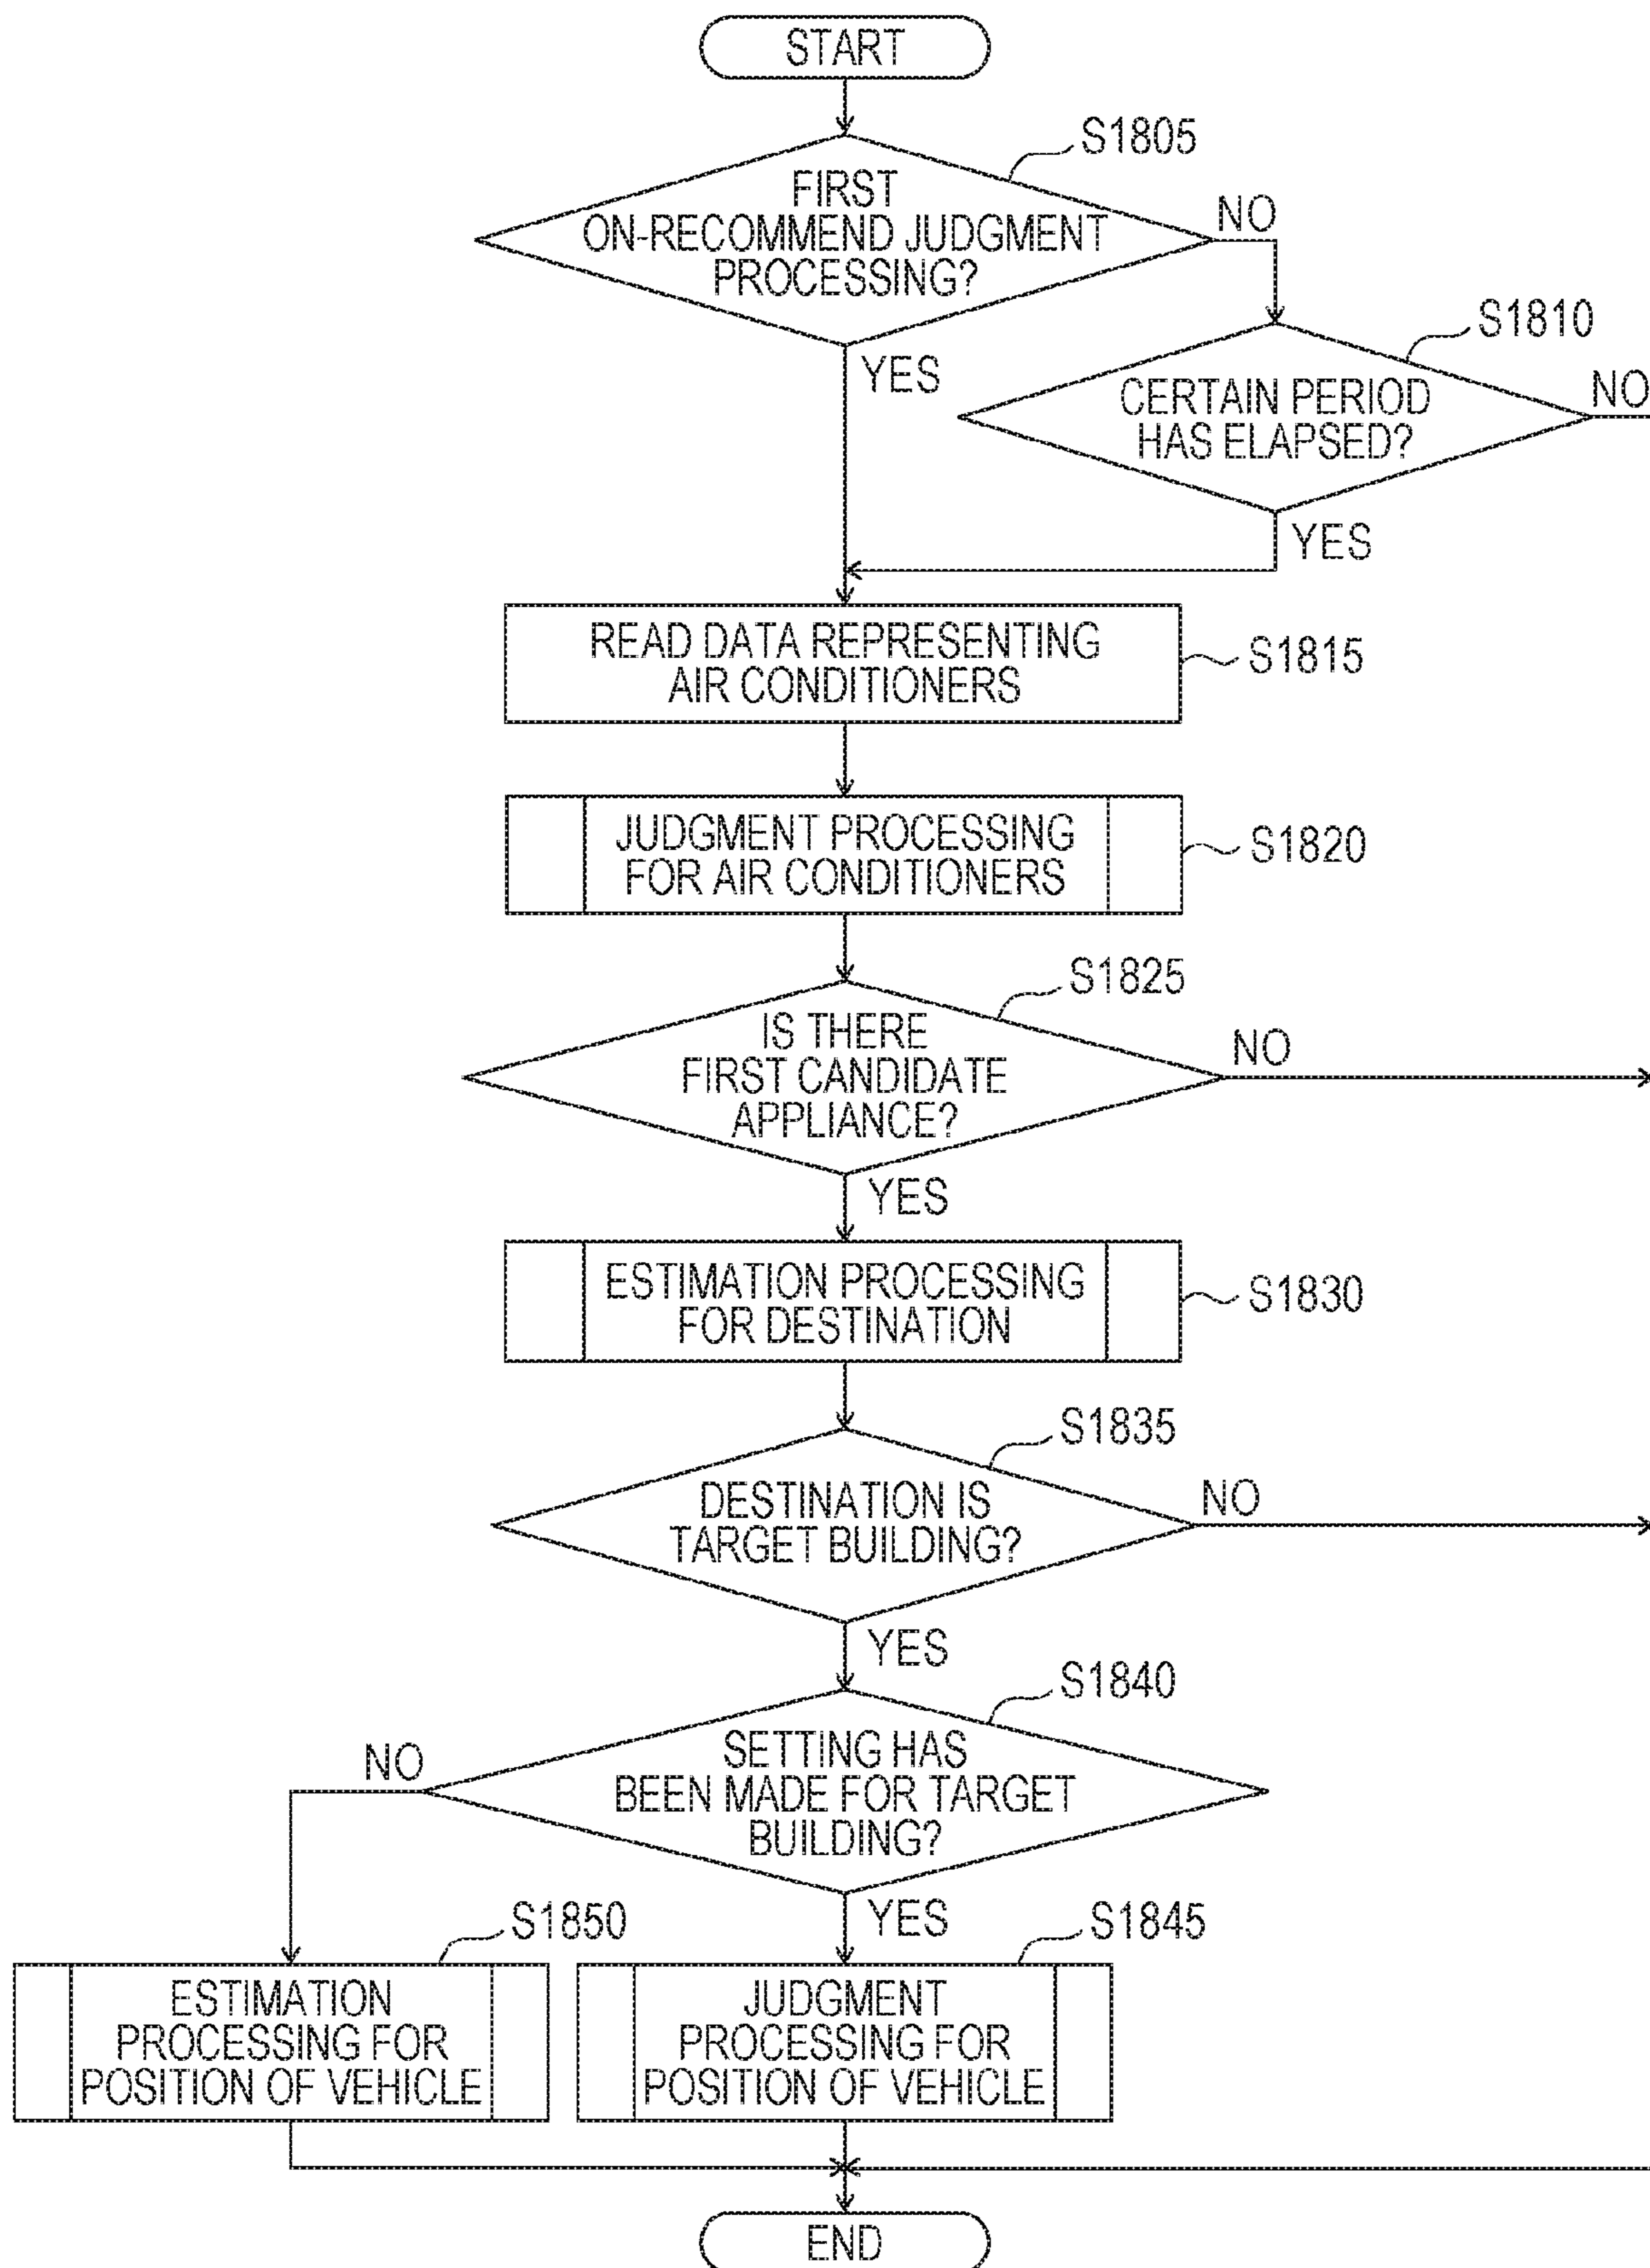 START
S1805
FIRST
ON-RECOMMEND JUDGMENT
PROCESSING?
NO
YES
S1810
CERTAIN PERIOD
HAS ELAPSED?
NO
YES
READ DATA REPRESENTING
AIR CONDITIONERS
S1815
JUDGMENT PROCESSING
FOR AIR CONDITIONERS
S1820
S1825
IS THERE
FIRST CANDIDATE
APPLIANCE?
NO
YES
ESTIMATION PROCESSING
FOR DESTINATION
S1830
S1835
DESTINATION IS
TARGET BUILDING?
NO
YES
S1840
SETTING HAS
BEEN MADE FOR TARGET
BUILDING?
NO
YES
S1850
ESTIMATION
PROCESSING FOR
POSITION OF VEHICLE
S1845
JUDGMENT
PROCESSING FOR
POSITION OF VEHICLE
END